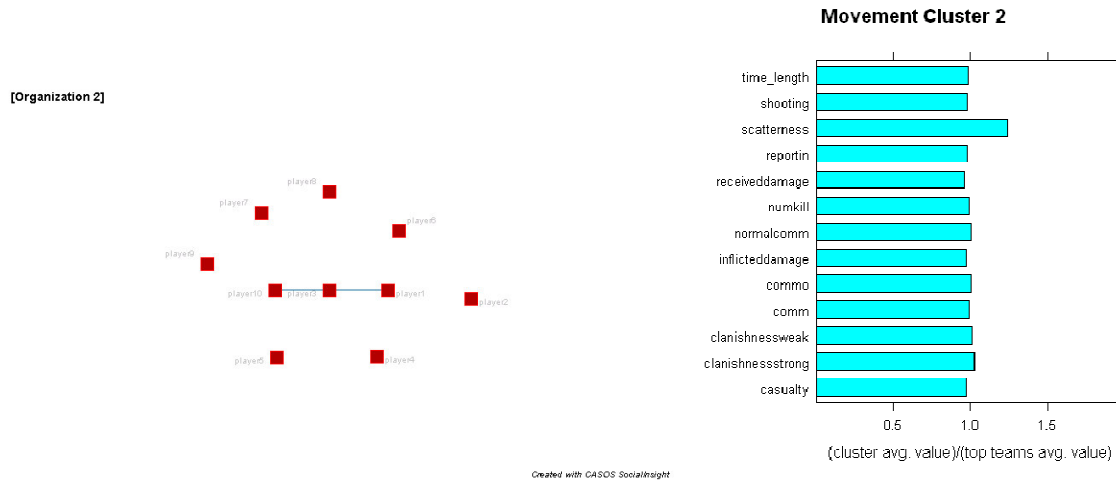 Movement Cluster 2
[Organization 2]
player8
player7
player6
player9
player10
player3
player1
player2
player5
player4
time_length
shooting
scatterness
reportin
receiveddamage
numkill
normalcomm
inflicteddamage
commo
comm
clanishnessweak
clanishnessstrong
casualty
0.5 1.0 1.5
(cluster avg. value)/(top teams avg. value)
Created with CASOS SocialInsight